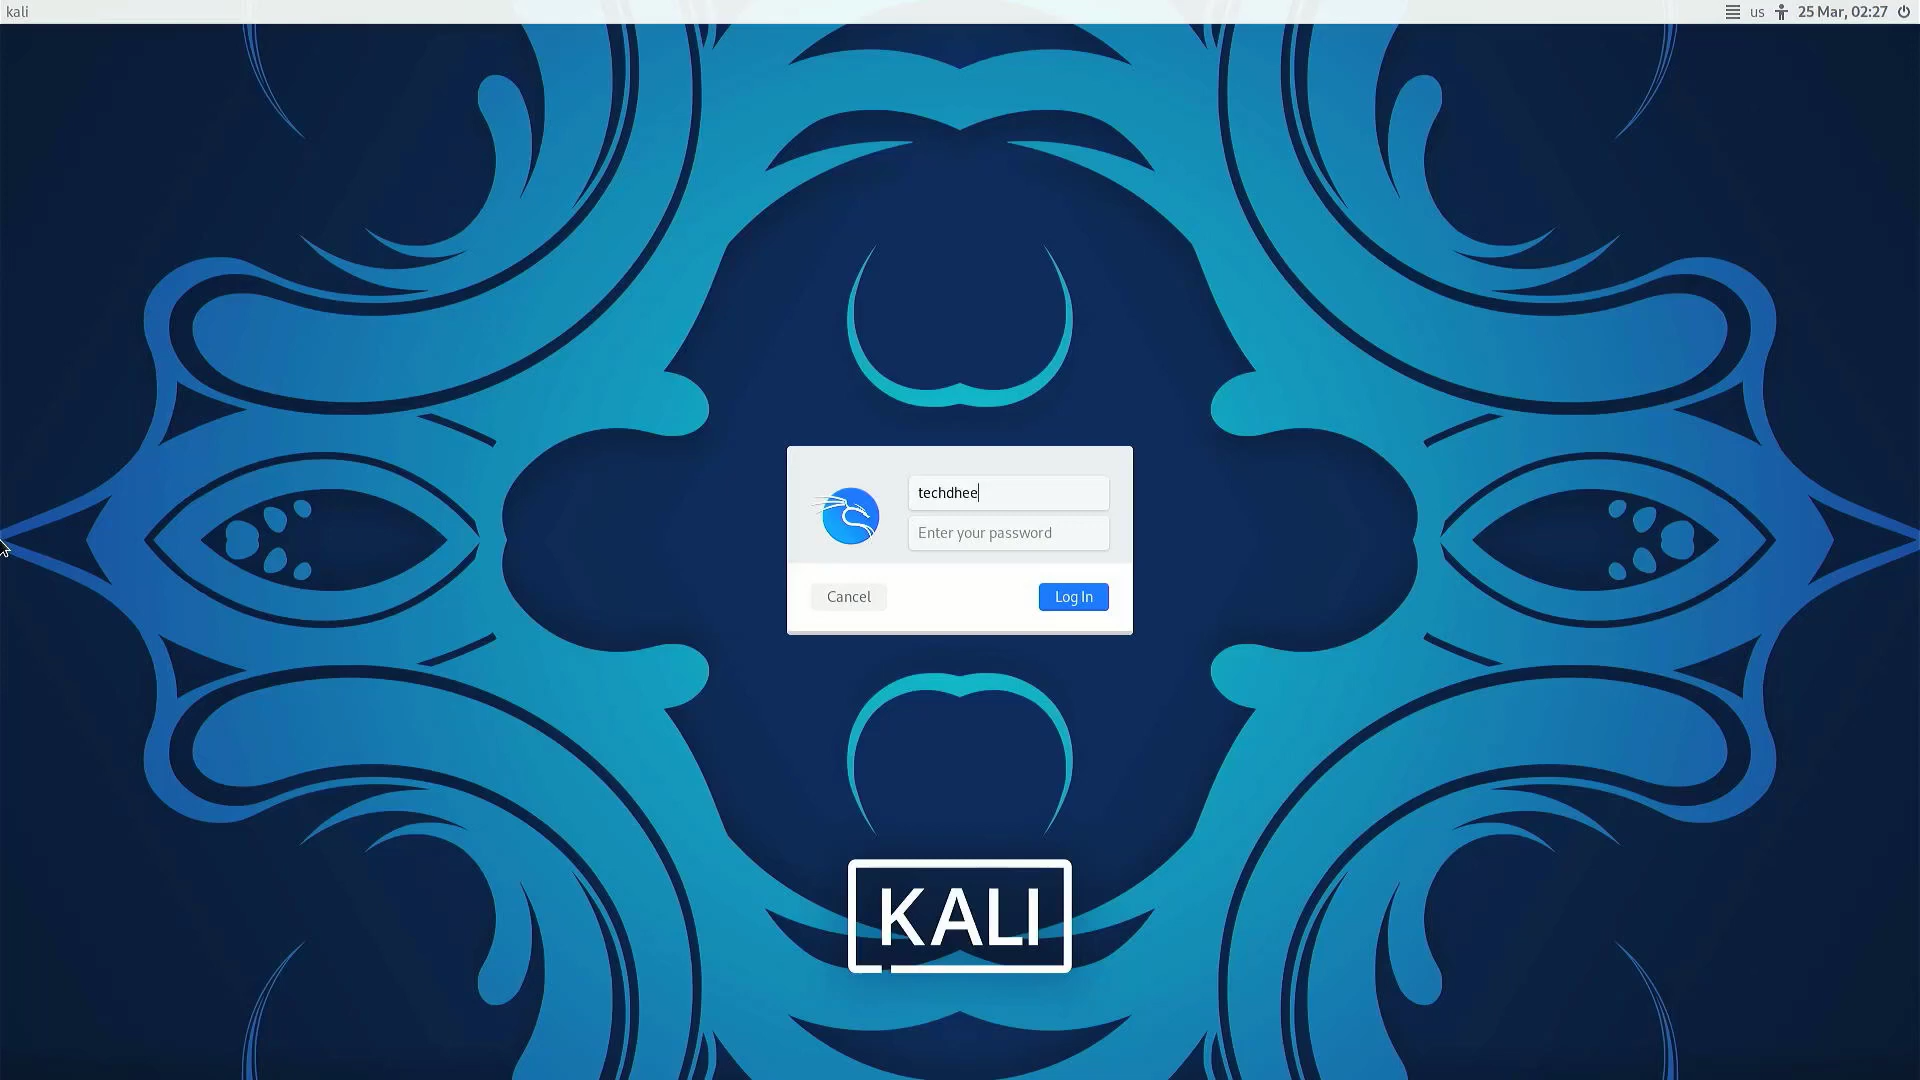 kali
us
25 Mar, 02:27
techdhee
Enter your password
Cancel
Log In
KALI